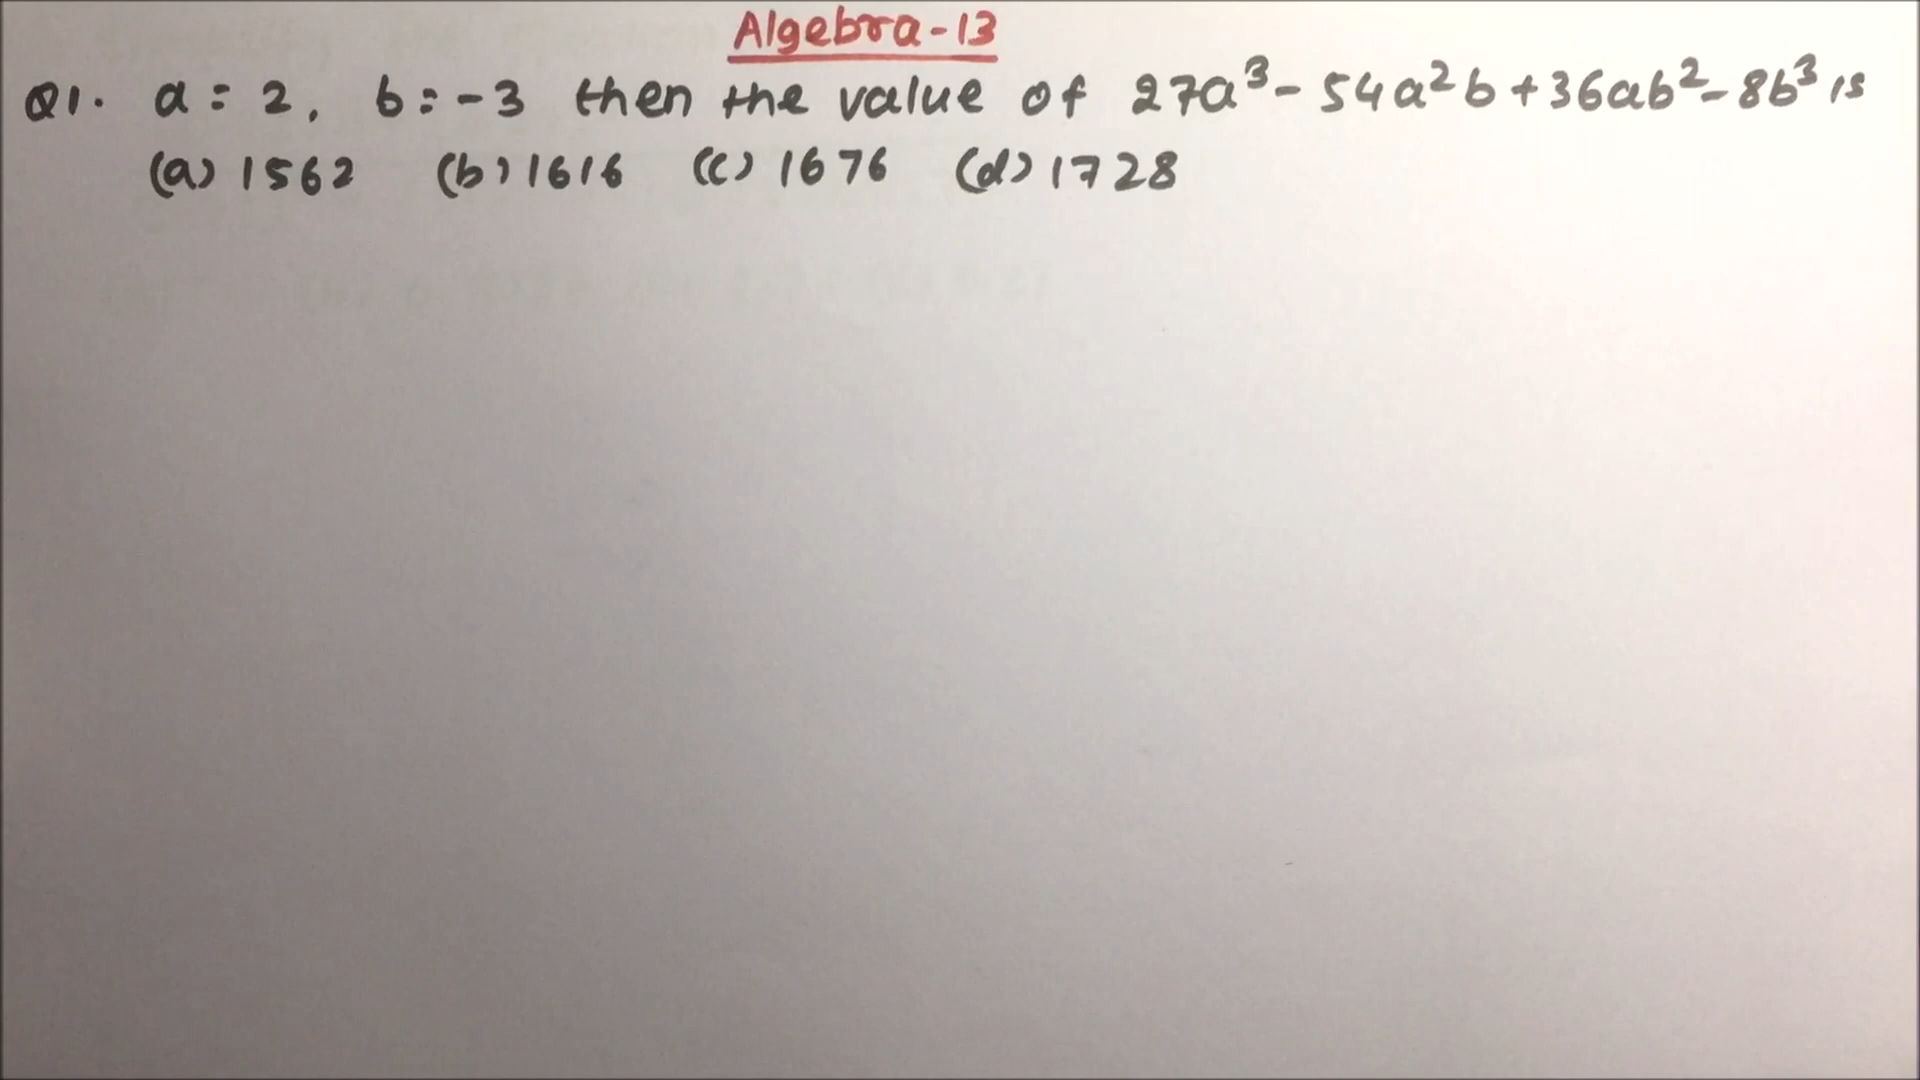 Algebra-13
Q1. a = 2, b = -3 then the value of 27a³ - 54a²b + 36ab² - 8b³ is
(a) 1562 (b) 1616 (c) 1676 (d) 1728